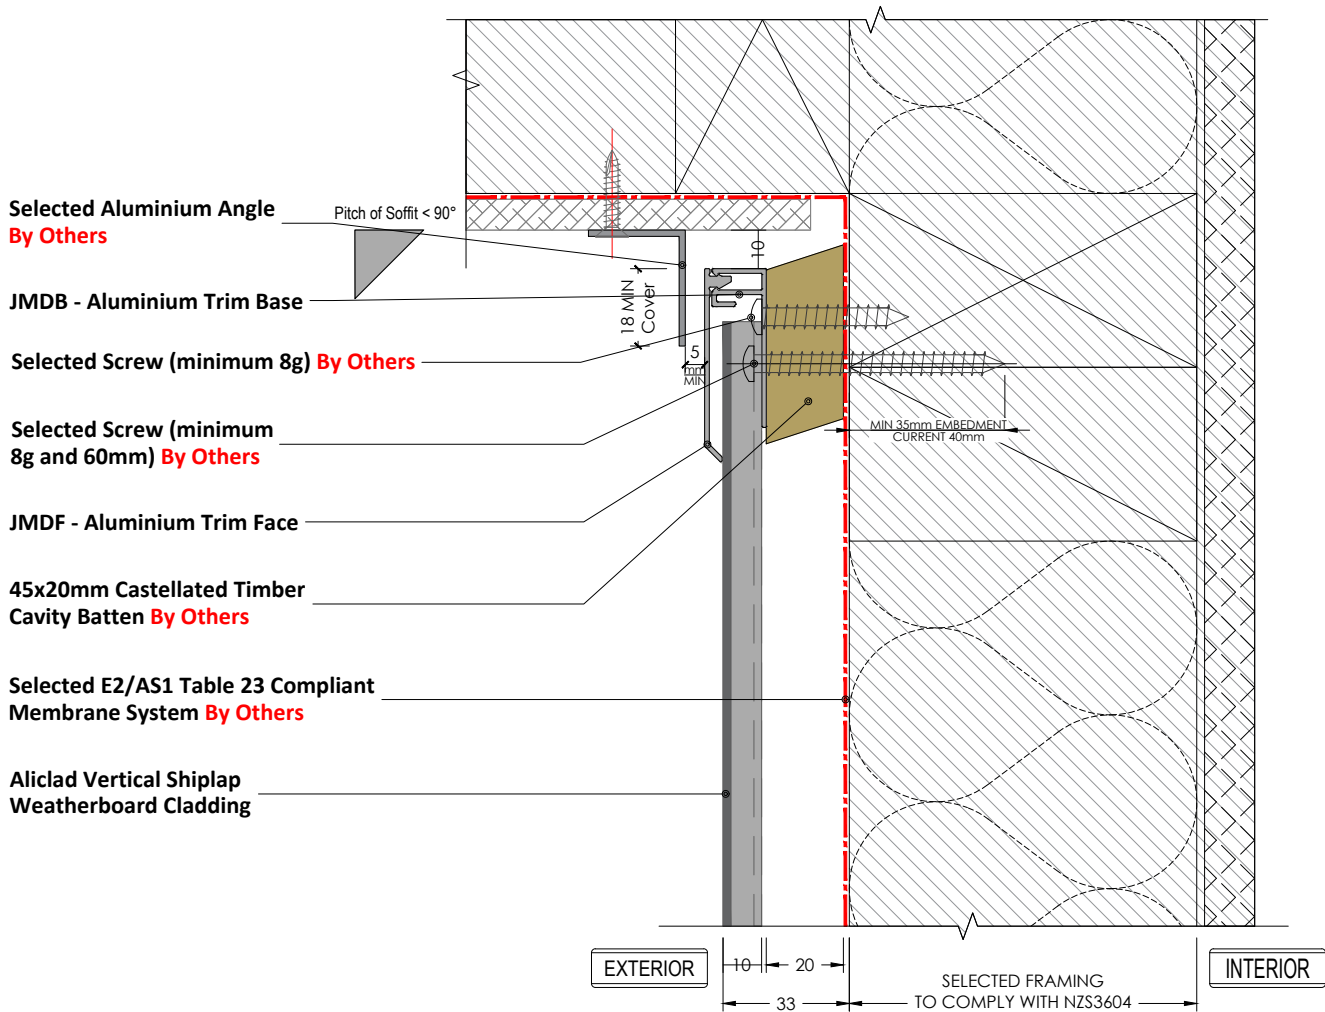 Selected Aluminium Angle
By Others
Pitch of Soffit < 90°
JMDB - Aluminium Trim Base
Selected Screw (minimum 8g) By Others
Selected Screw (minimum
8g and 60mm) By Others
JMDF - Aluminium Trim Face
45x20mm Castellated Timber
Cavity Batten By Others
Selected E2/AS1 Table 23 Compliant
Membrane System By Others
Aliclad Vertical Shiplap
Weatherboard Cladding
10
18 MIN
Cover
5
mm
MIN
MIN 35mm EMBEDMENT
CURRENT 40mm
EXTERIOR
10
20
33
SELECTED FRAMING
TO COMPLY WITH NZS3604
INTERIOR